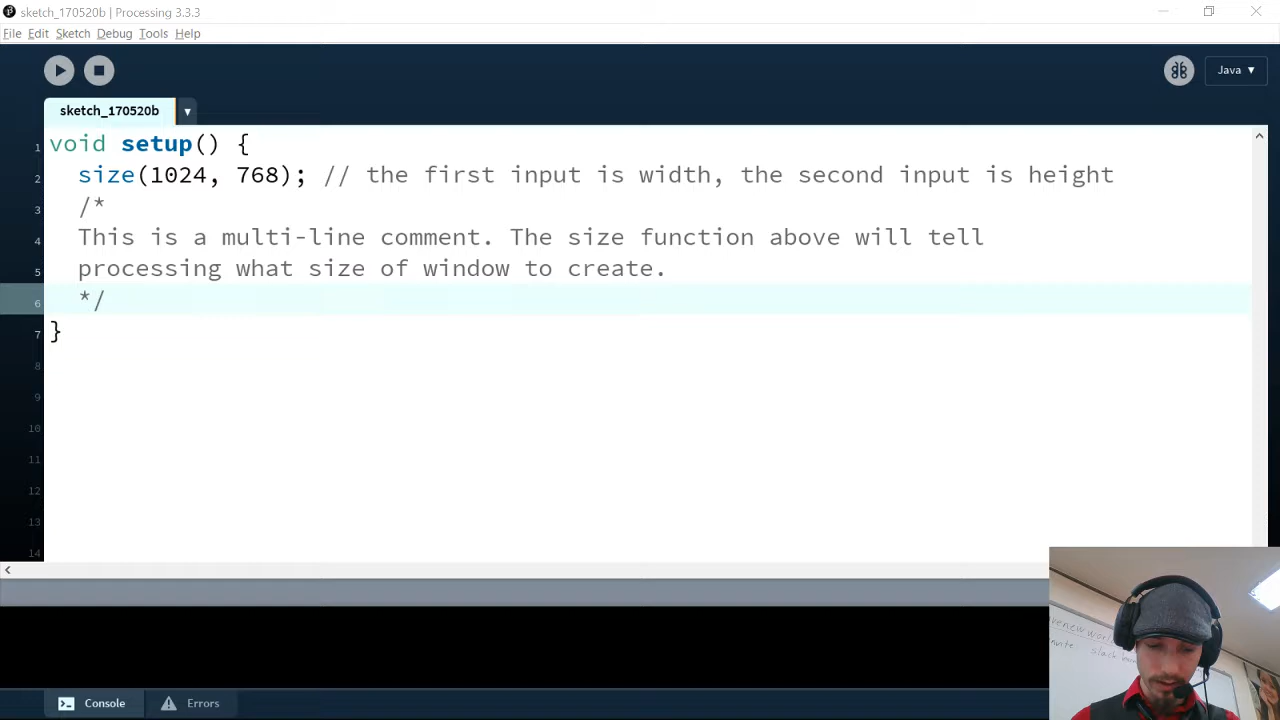 sketch_170520b | Processing 3.3.3
File Edit Sketch Debug Tools Help
Java ▼
sketch_170520b ▼
1 void setup() {
2 size(1024, 768); // the first input is width, the second input is height
3 /*
4 This is a multi-line comment. The size function above will tell
5 processing what size of window to create.
6 */
7 }
8
9
10
11
12
13
14
Console Errors